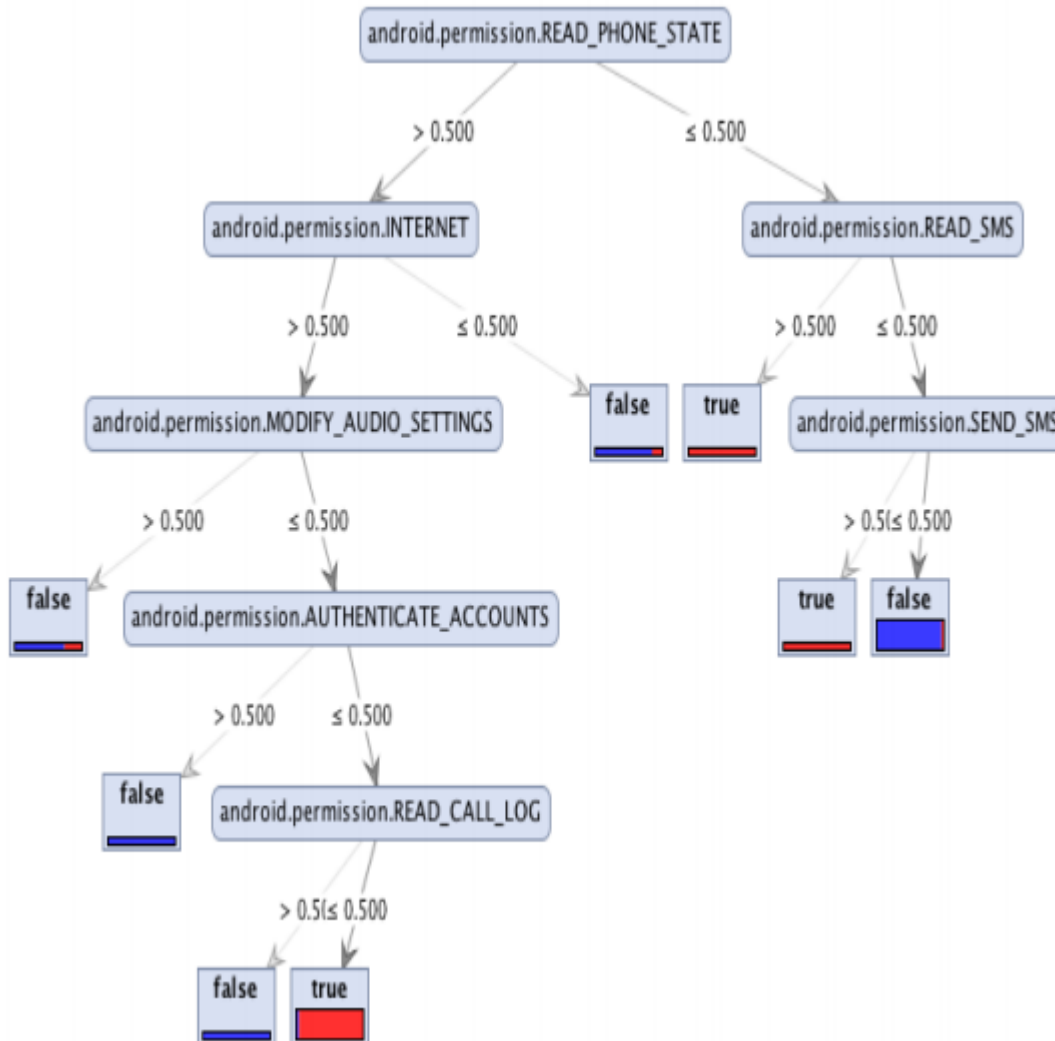 android.permission.READ_PHONE_STATE
> 0.500
≤ 0.500
android.permission.INTERNET
android.permission.READ_SMS
> 0.500
≤ 0.500
> 0.500
≤ 0.500
android.permission.MODIFY_AUDIO_SETTINGS
false
true
android.permission.SEND_SMS
> 0.500
≤ 0.500
> 0.5(
≤ 0.500
false
android.permission.AUTHENTICATE_ACCOUNTS
true
false
> 0.500
≤ 0.500
false
android.permission.READ_CALL_LOG
> 0.50
≤ 0.500
false
true